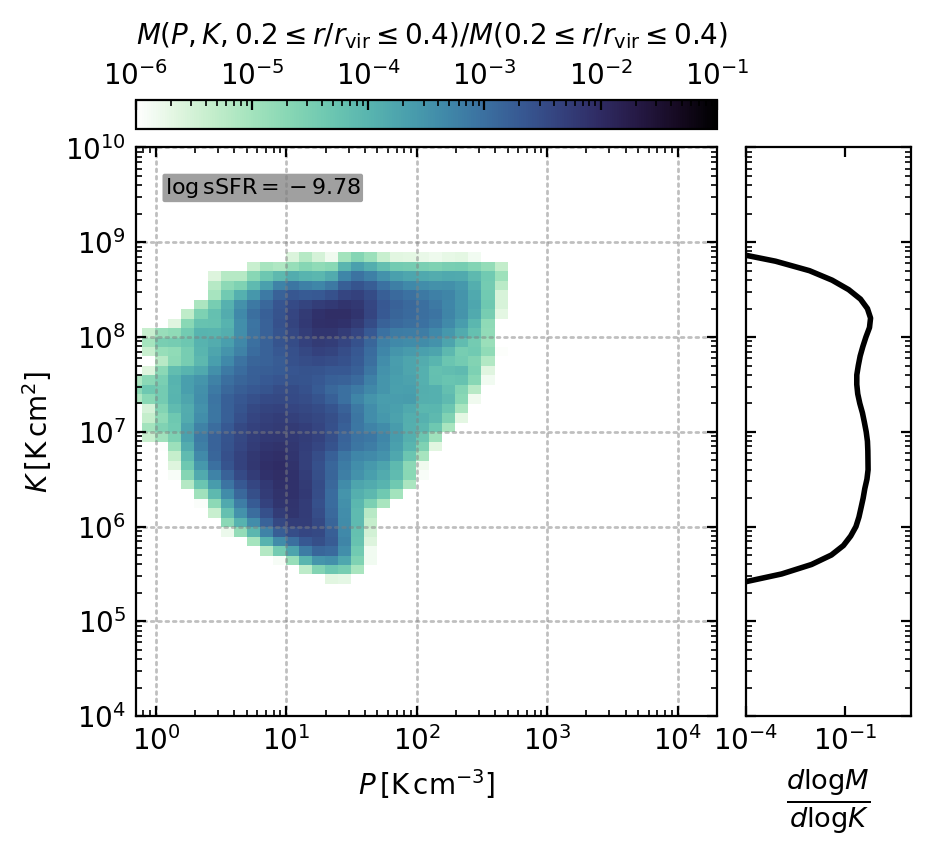 M(P, K, 0.2 ≤ r/r_vir ≤ 0.4)/M(0.2 ≤ r/r_vir ≤ 0.4)
10^−6 10^−5 10^−4 10^−3 10^−2 10^−1
log sSFR = −9.78
10^10
10^9
10^8
10^7
10^6
10^5
10^4
K [K cm^2]
10^0 10^1 10^2 10^3 10^4
P [K cm^−3]
10^−4 10^−1
dlogM
dlogK